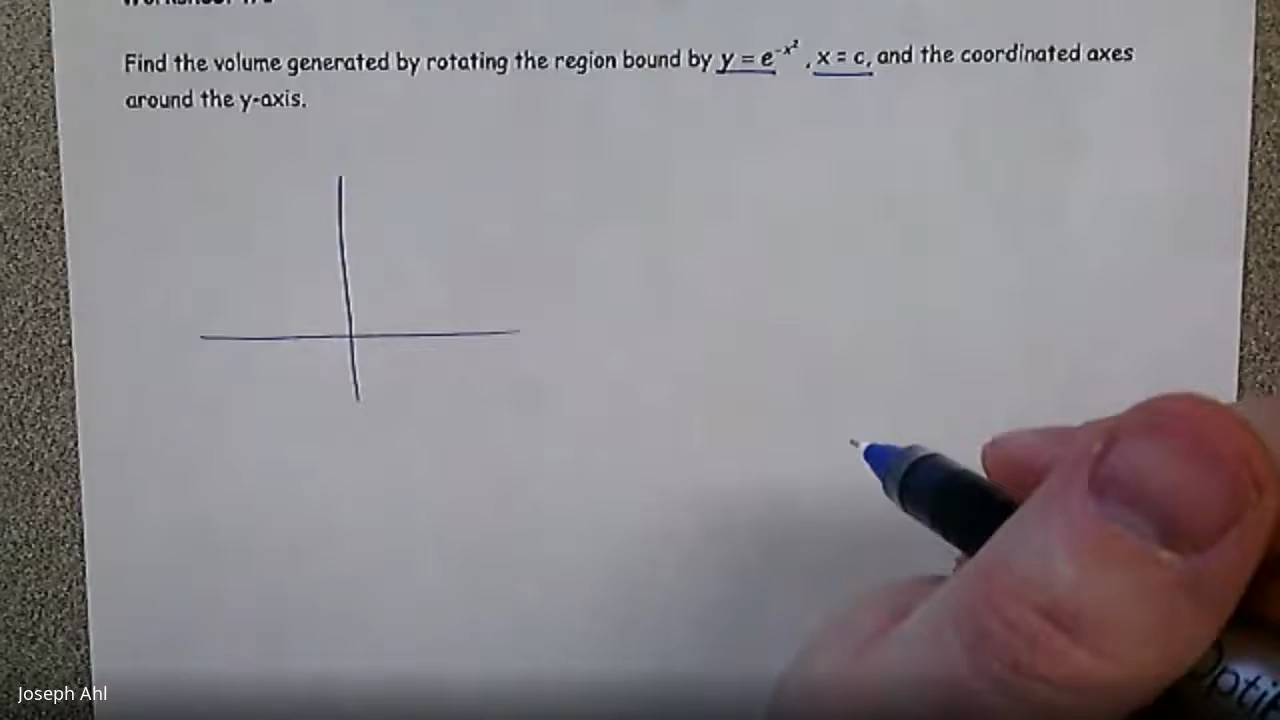 Find the volume generated by rotating the region bound by y = e^-x², x = c, and the coordinated axes
around the y-axis.
Joseph Ahl